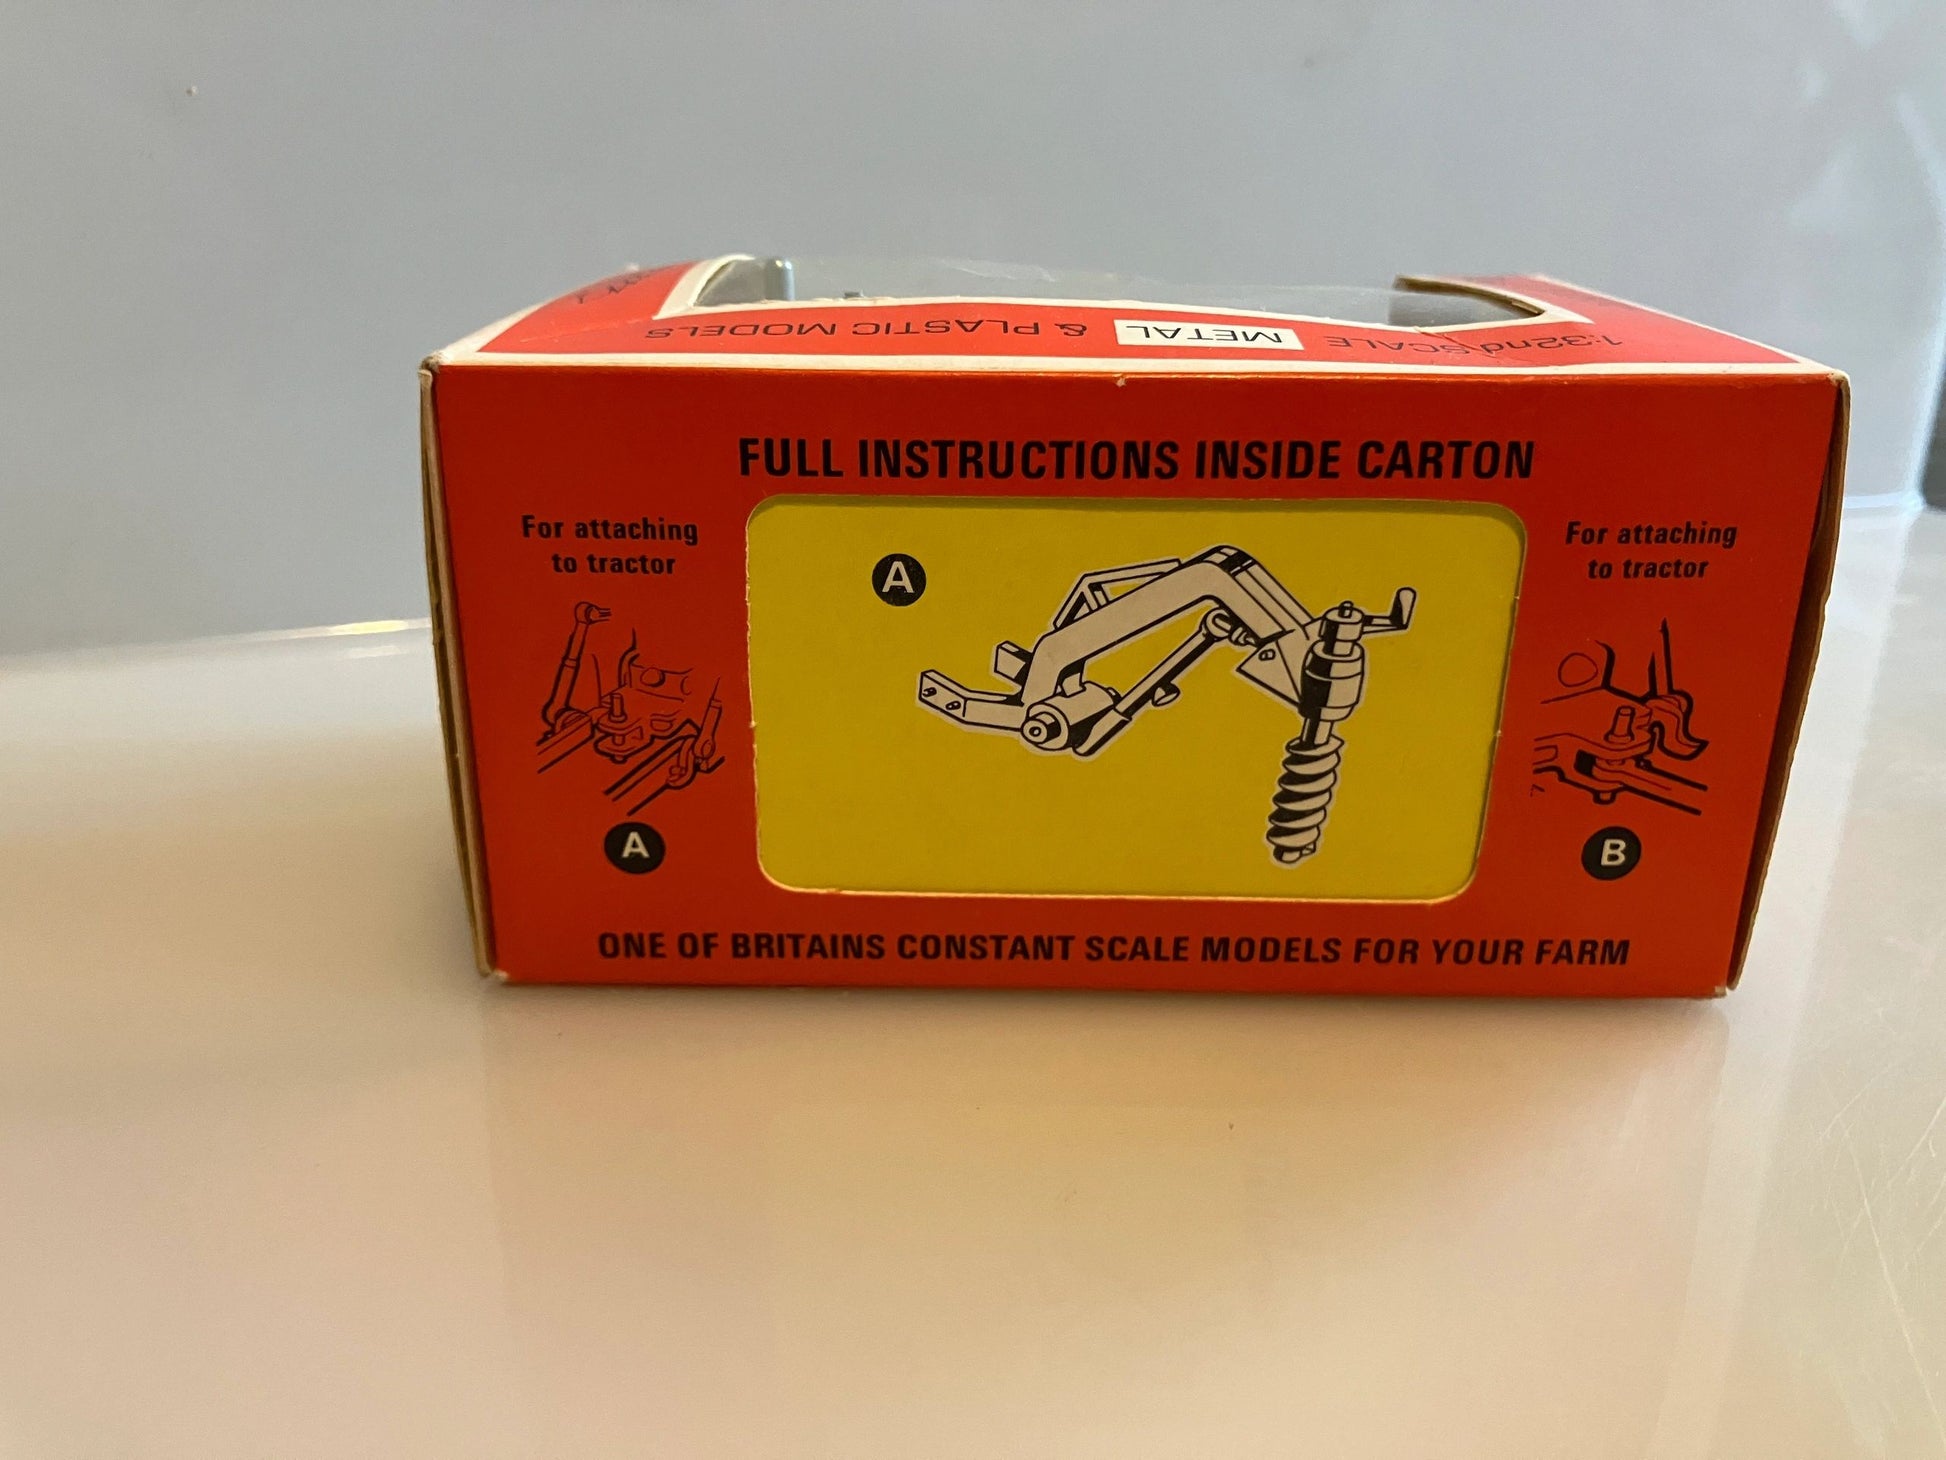 1:32nd SCALE METAL & PLASTIC MODELS
FULL INSTRUCTIONS INSIDE CARTON
For attaching
to tractor
A
A
For attaching
to tractor
B
ONE OF BRITAINS CONSTANT SCALE MODELS FOR YOUR FARM